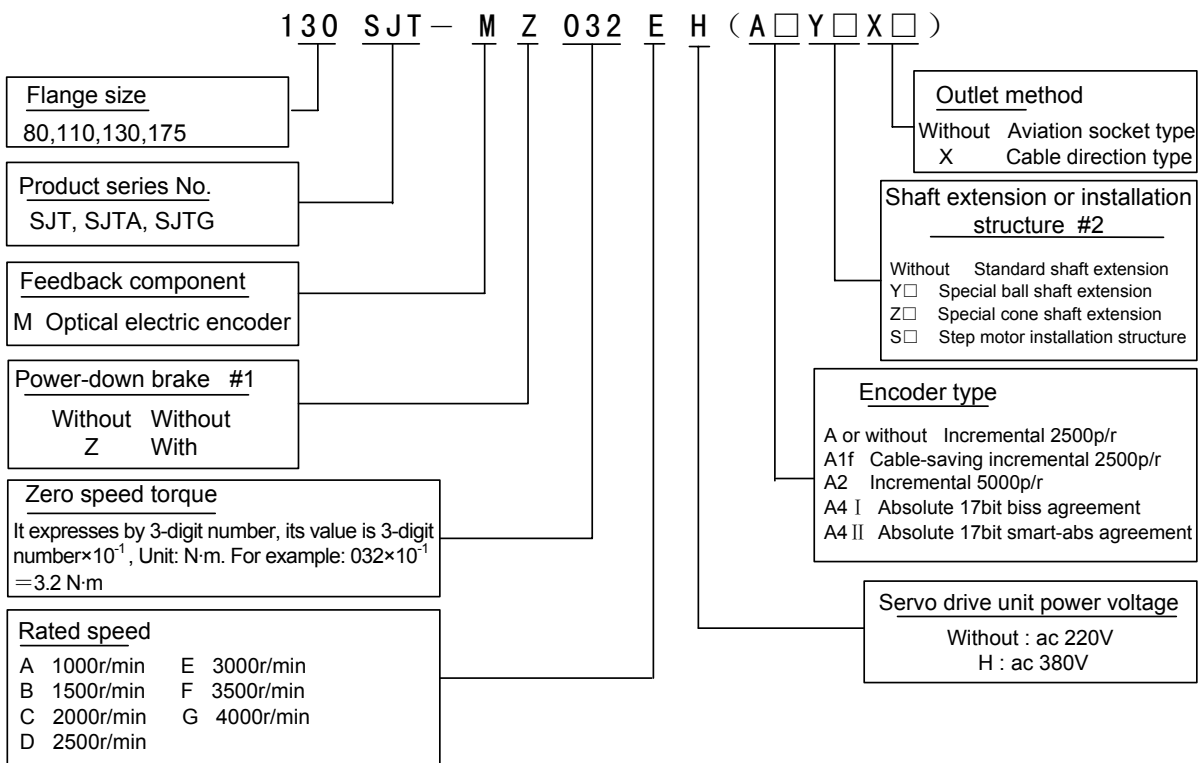 130 SJT－ M Z 032 E H （A□Y□X□）
Flange size
80,110,130,175
Product series No.
SJT, SJTA, SJTG
Feedback component
M Optical electric encoder
Power-down brake #1
Without Without
Z With
Zero speed torque
It expresses by 3-digit number, its value is 3-digit
number×10⁻¹ , Unit: N·m. For example: 032×10⁻¹
＝3.2 N·m
Rated speed
A 1000r/min E 3000r/min
B 1500r/min F 3500r/min
C 2000r/min G 4000r/min
D 2500r/min
Outlet method
Without Aviation socket type
X Cable direction type
Shaft extension or installation
structure #2
Without Standard shaft extension
Y□ Special ball shaft extension
Z□ Special cone shaft extension
S□ Step motor installation structure
Encoder type
A or without Incremental 2500p/r
A1f Cable-saving incremental 2500p/r
A2 Incremental 5000p/r
A4Ⅰ Absolute 17bit biss agreement
A4Ⅱ Absolute 17bit smart-abs agreement
Servo drive unit power voltage
Without : ac 220V
H : ac 380V